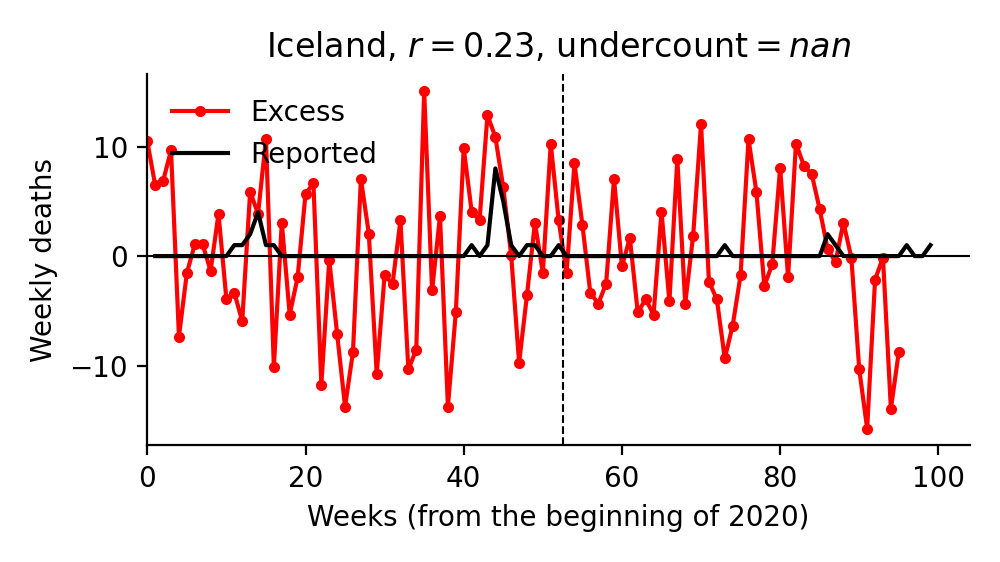 Iceland, r = 0.23, undercount = nan
Excess
Reported
Weekly deaths
10
0
−10
0 20 40 60 80 100
Weeks (from the beginning of 2020)